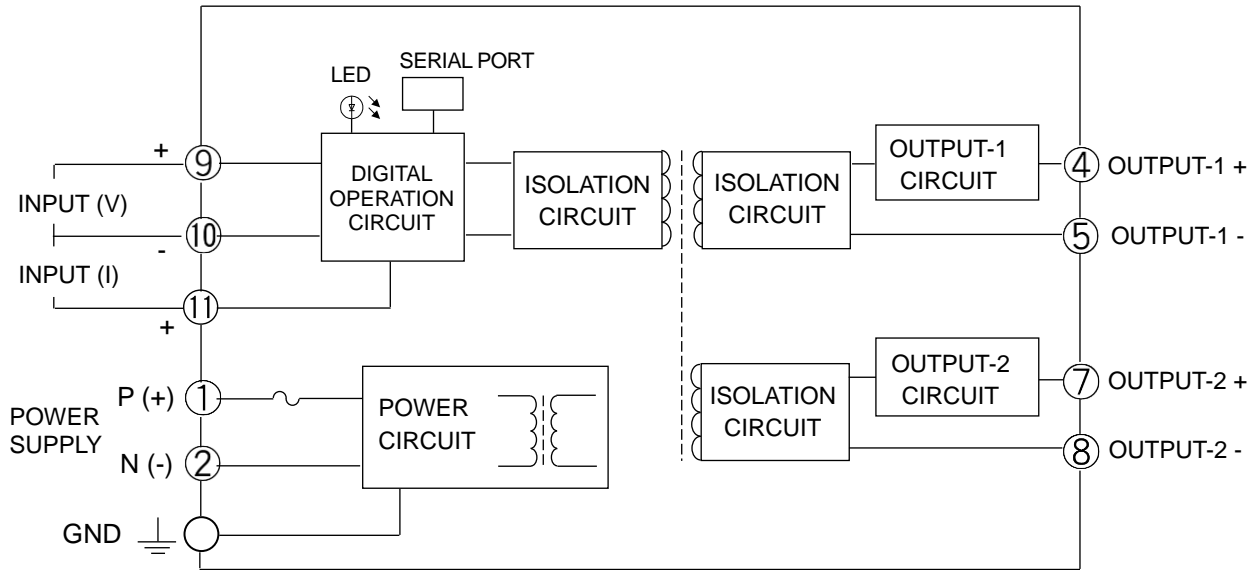 SERIAL PORT
LED
+
9
INPUT (V)
10
-
INPUT (I)
11
+
DIGITAL
OPERATION
CIRCUIT
ISOLATION
CIRCUIT
ISOLATION
CIRCUIT
OUTPUT-1
CIRCUIT
4
OUTPUT-1 +
5
OUTPUT-1 -
POWER
SUPPLY
P (+)
1
N (-)
2
GND
POWER
CIRCUIT
ISOLATION
CIRCUIT
OUTPUT-2
CIRCUIT
7
OUTPUT-2 +
8
OUTPUT-2 -